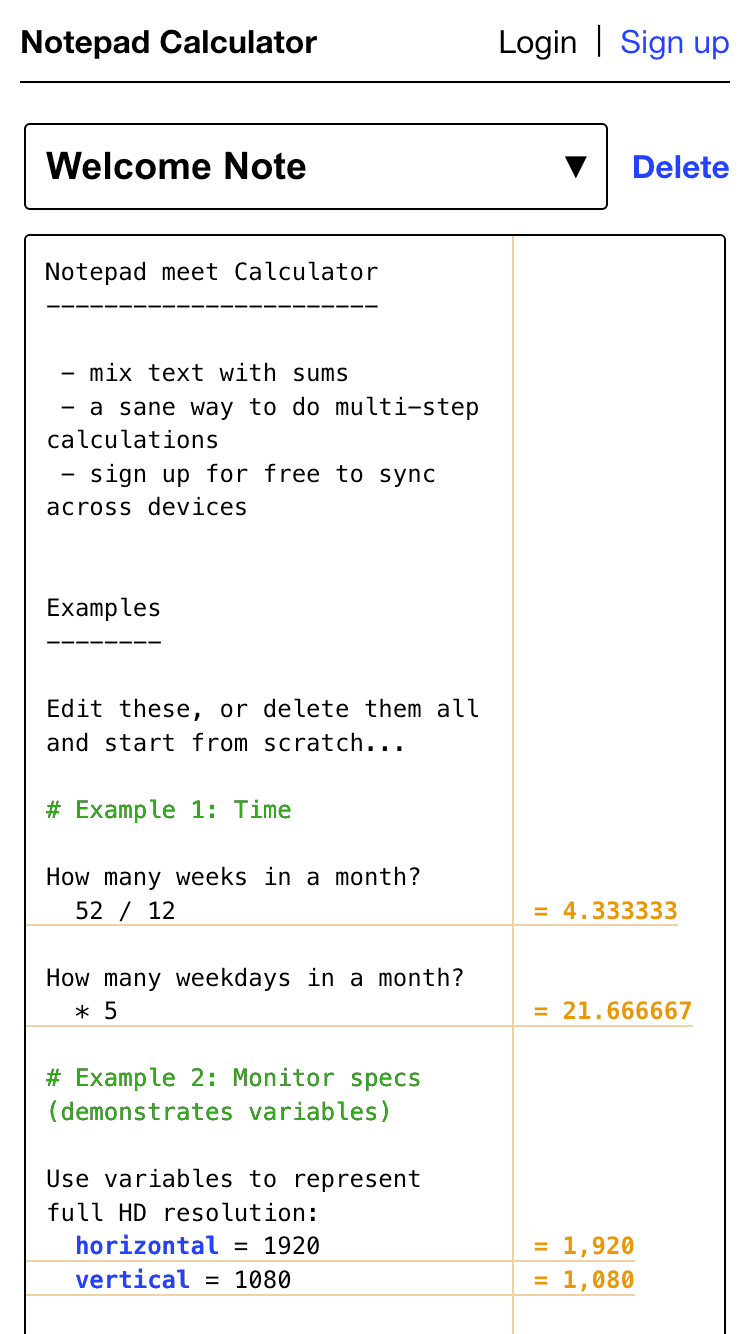 Notepad Calculator
Login | Sign up
Welcome Note ▼
Delete
Notepad meet Calculator
-----------------------
- mix text with sums
- a sane way to do multi-step
calculations
- sign up for free to sync
across devices
Examples
--------
Edit these, or delete them all
and start from scratch...
# Example 1: Time
How many weeks in a month?
52 / 12 = 4.333333
How many weekdays in a month?
* 5 = 21.666667
# Example 2: Monitor specs
(demonstrates variables)
Use variables to represent
full HD resolution:
horizontal = 1920 = 1,920
vertical = 1080 = 1,080